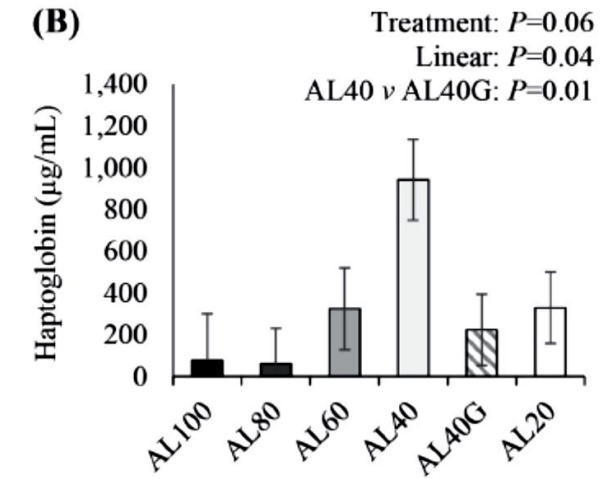 (B)
Treatment: P=0.06
Linear: P=0.04
AL40 v AL40G: P=0.01
Haptoglobin (µg/mL)
1,400
1,200
1,000
800
600
400
200
0
AL100
AL80
AL60
AL40
AL40G
AL20